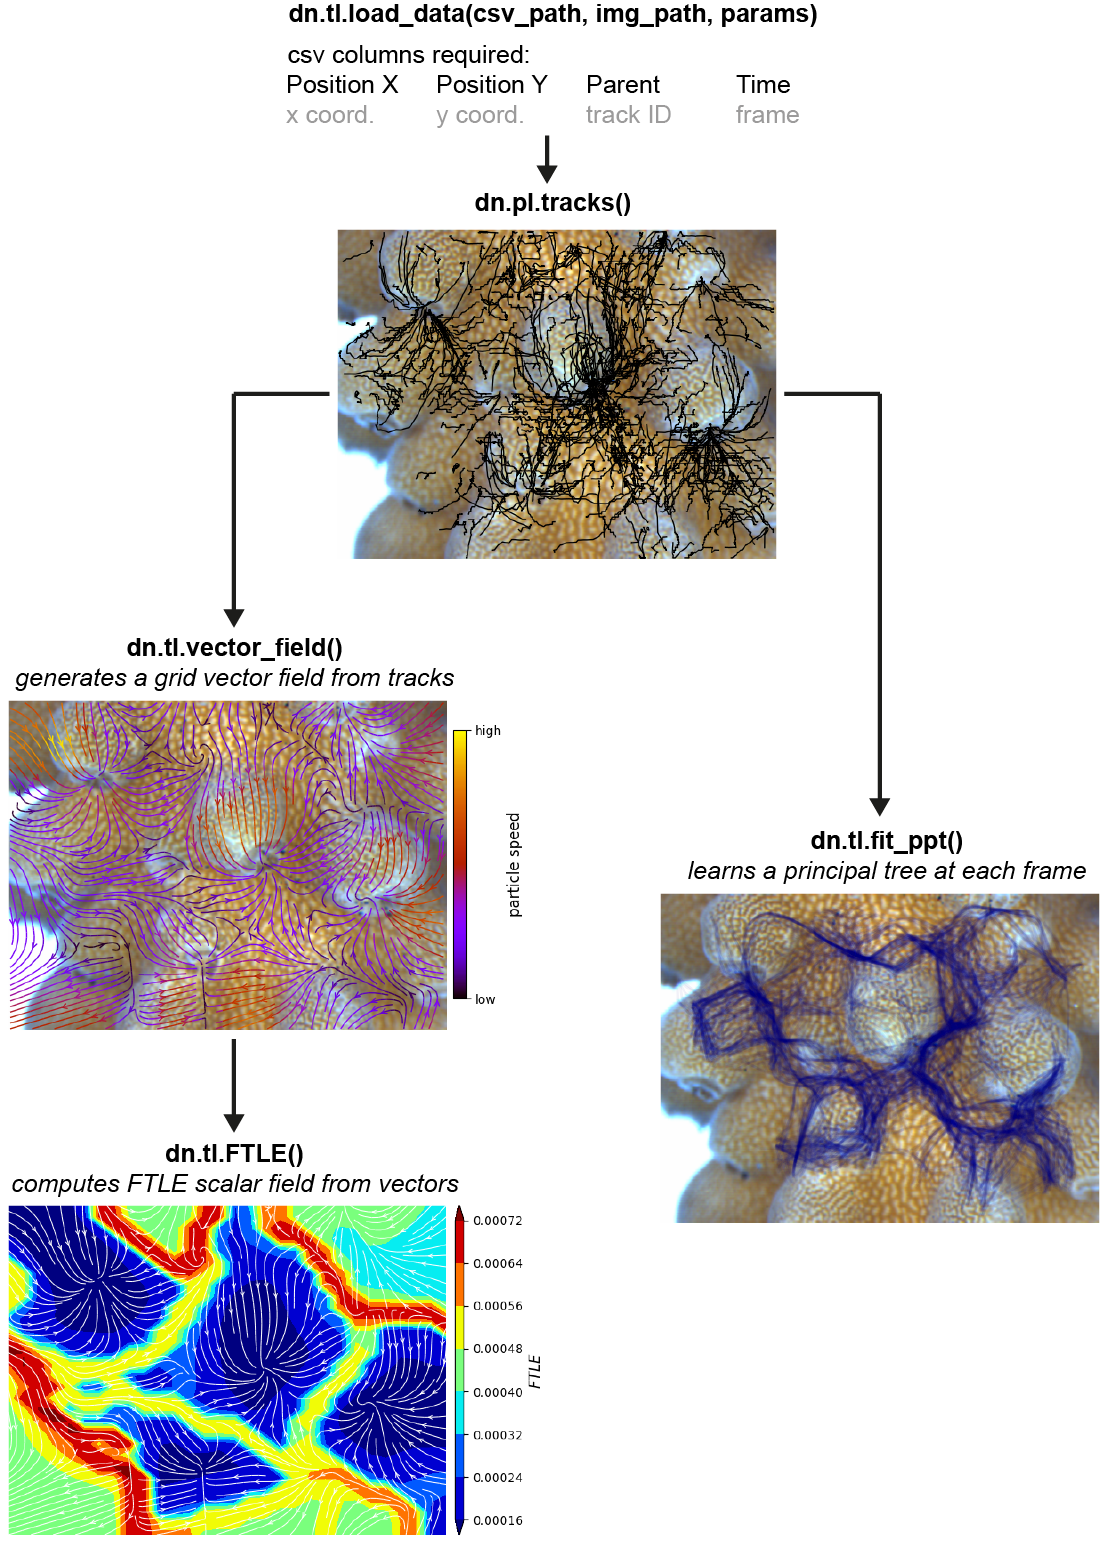 dn.tl.load_data(csv_path, img_path, params)
csv columns required:
Position X Position Y Parent Time
x coord. y coord. track ID frame
dn.pl.tracks()
dn.tl.vector_field()
generates a grid vector field from tracks
high
particle speed
low
dn.tl.fit_ppt()
learns a principal tree at each frame
dn.tl.FTLE()
computes FTLE scalar field from vectors
0.00072
0.00064
0.00056
0.00048
0.00040
0.00032
0.00024
0.00016
FTLE